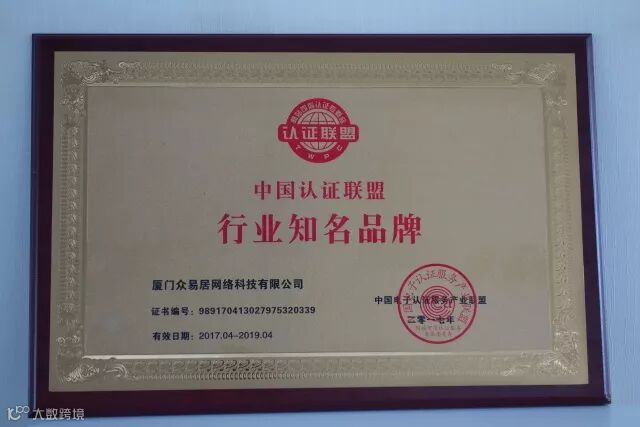 认证联盟
TWPC
中国认证联盟
行业知名品牌
厦门众易居网络科技有限公司
证书编号：989170413027975320339
有效日期：2017.04–2019.04
中国电子认证服务产业联盟
二零一七年
大数跨境